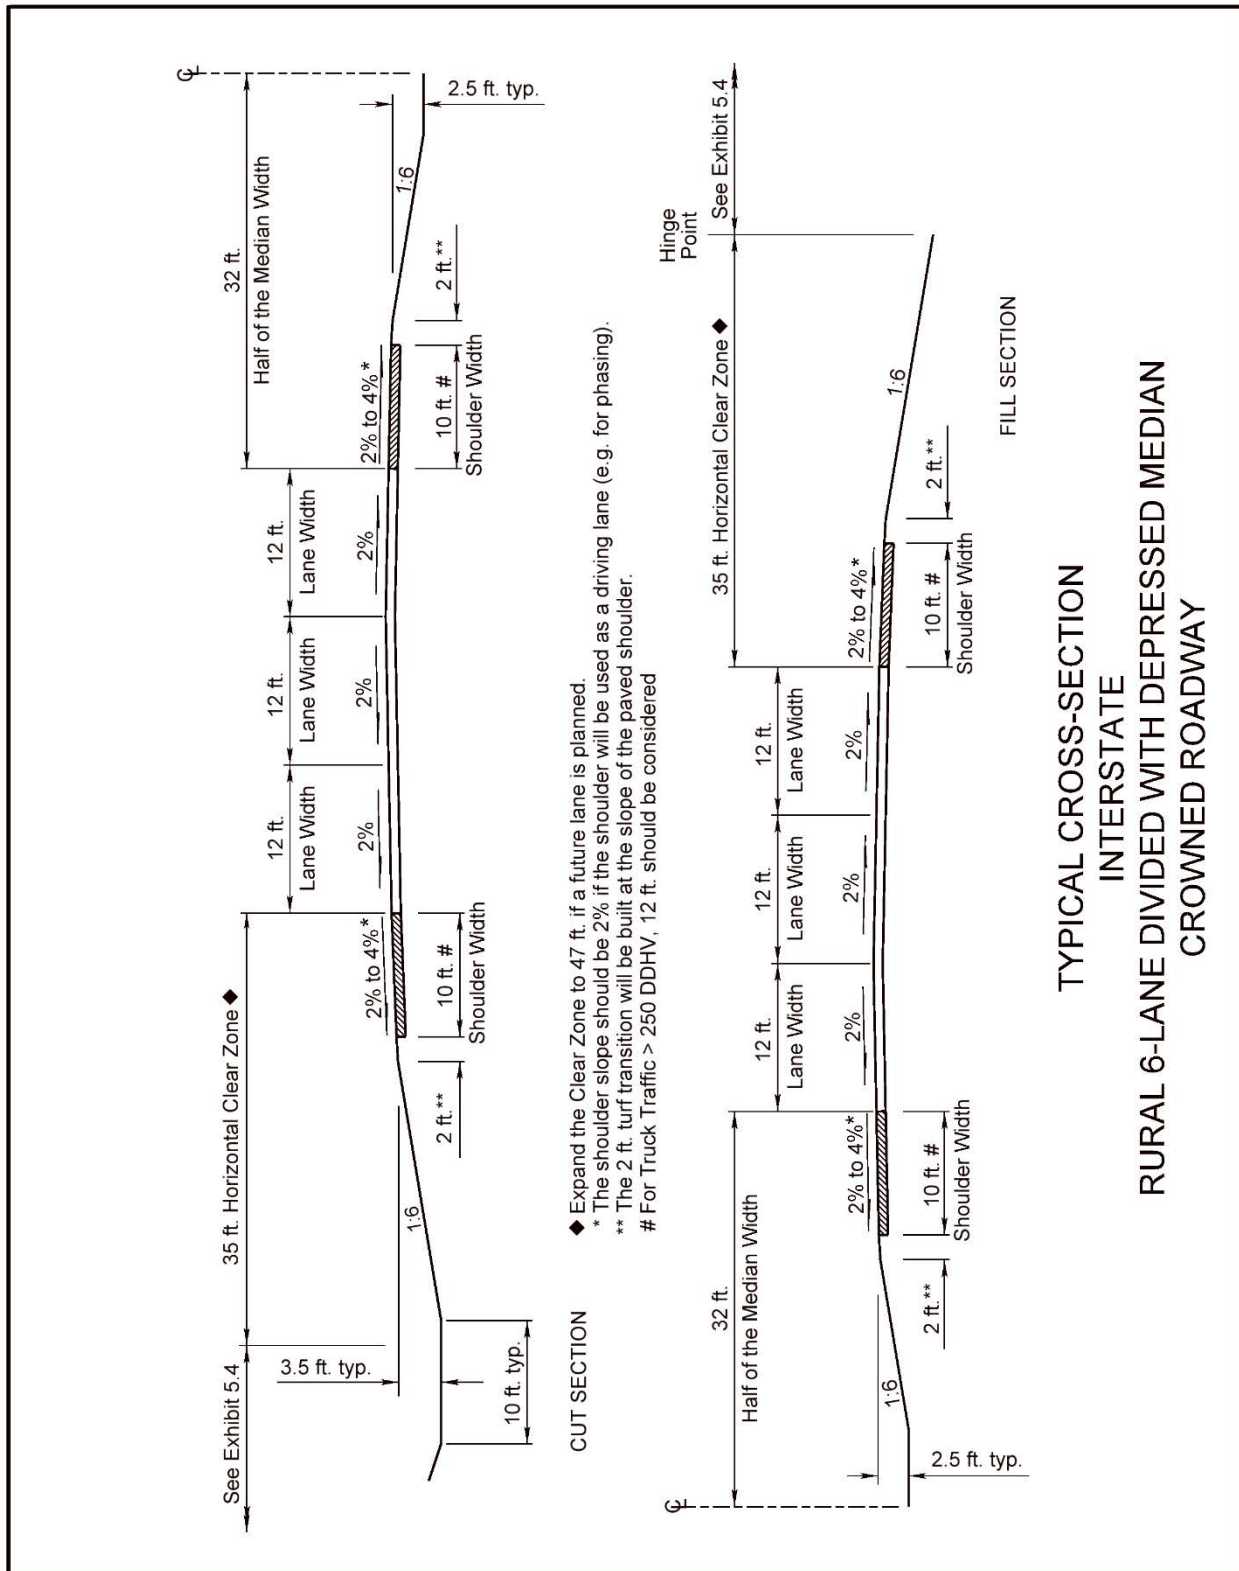 ℄
32 ft.
Half of the Median Width
2.5 ft. typ.
1:6
2 ft.**
2% to 4%*
10 ft. #
Shoulder Width
12 ft.
Lane Width
2%
12 ft.
Lane Width
2%
12 ft.
Lane Width
2%
35 ft. Horizontal Clear Zone ◆
2% to 4%*
10 ft. #
Shoulder Width
2 ft.**
1:6
See Exhibit 5.4
3.5 ft. typ.
10 ft. typ.
CUT SECTION
◆ Expand the Clear Zone to 47 ft. if a future lane is planned.
* The shoulder slope should be 2% if the shoulder will be used as a driving lane (e.g. for phasing).
** The 2 ft. turf transition will be built at the slope of the paved shoulder.
# For Truck Traffic > 250 DDHV, 12 ft. should be considered
℄
32 ft.
Half of the Median Width
2.5 ft. typ.
1:6
2 ft.**
2% to 4%*
10 ft. #
Shoulder Width
12 ft.
Lane Width
2%
12 ft.
Lane Width
2%
12 ft.
Lane Width
2%
35 ft. Horizontal Clear Zone ◆
2% to 4%*
10 ft. #
Shoulder Width
2 ft.**
1:6
Hinge
Point
See Exhibit 5.4
FILL SECTION
TYPICAL CROSS-SECTION
INTERSTATE
RURAL 6-LANE DIVIDED WITH DEPRESSED MEDIAN
CROWNED ROADWAY